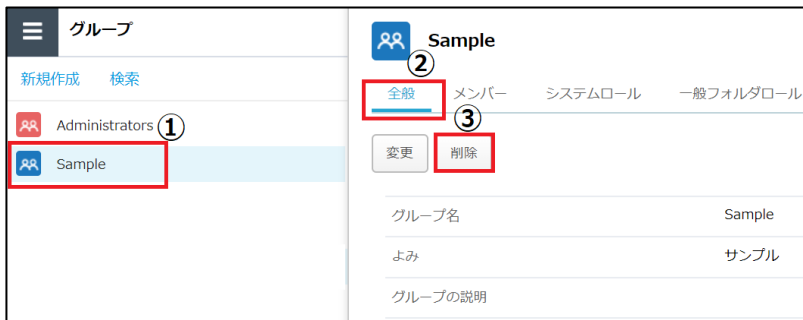 グループ
新規作成 検索
Administrators ①
Sample
Sample
②
全般 メンバー システムロール 一般フォルダロール
③
変更 削除
グループ名 Sample
よみ サンプル
グループの説明